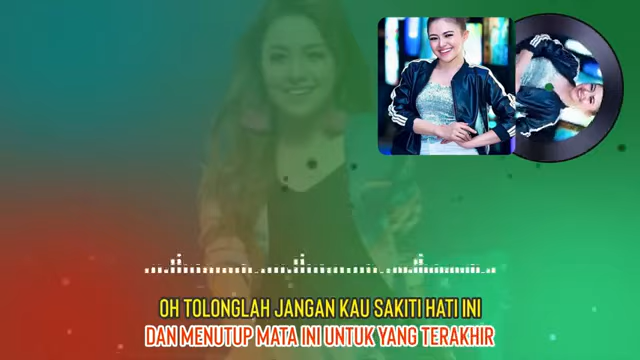 OH TOLONGLAH JANGAN KAU SAKITI HATI INI
DAN MENUTUP MATA INI UNTUK YANG TERAKHIR